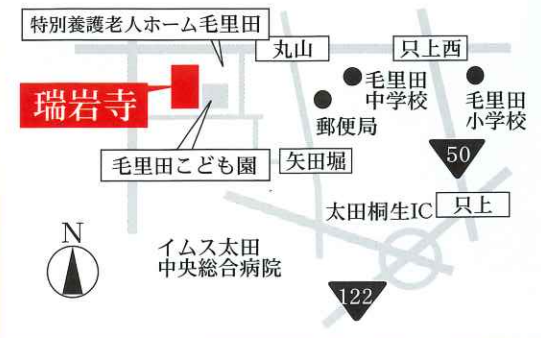 特別養護老人ホーム毛里田
丸山
只上西
瑞岩寺
毛里田
中学校
毛里田
小学校
郵便局
毛里田こども園
矢田堀
50
太田桐生IC
只上
N
イムス太田
中央総合病院
122